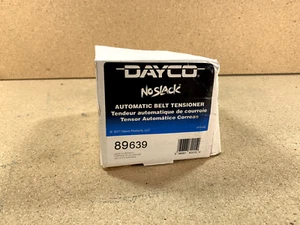 DAYCO
NOSLACK
AUTOMATIC BELT TENSIONER
Tendeur automatique de courroie
Tensor Automático Correas
89639